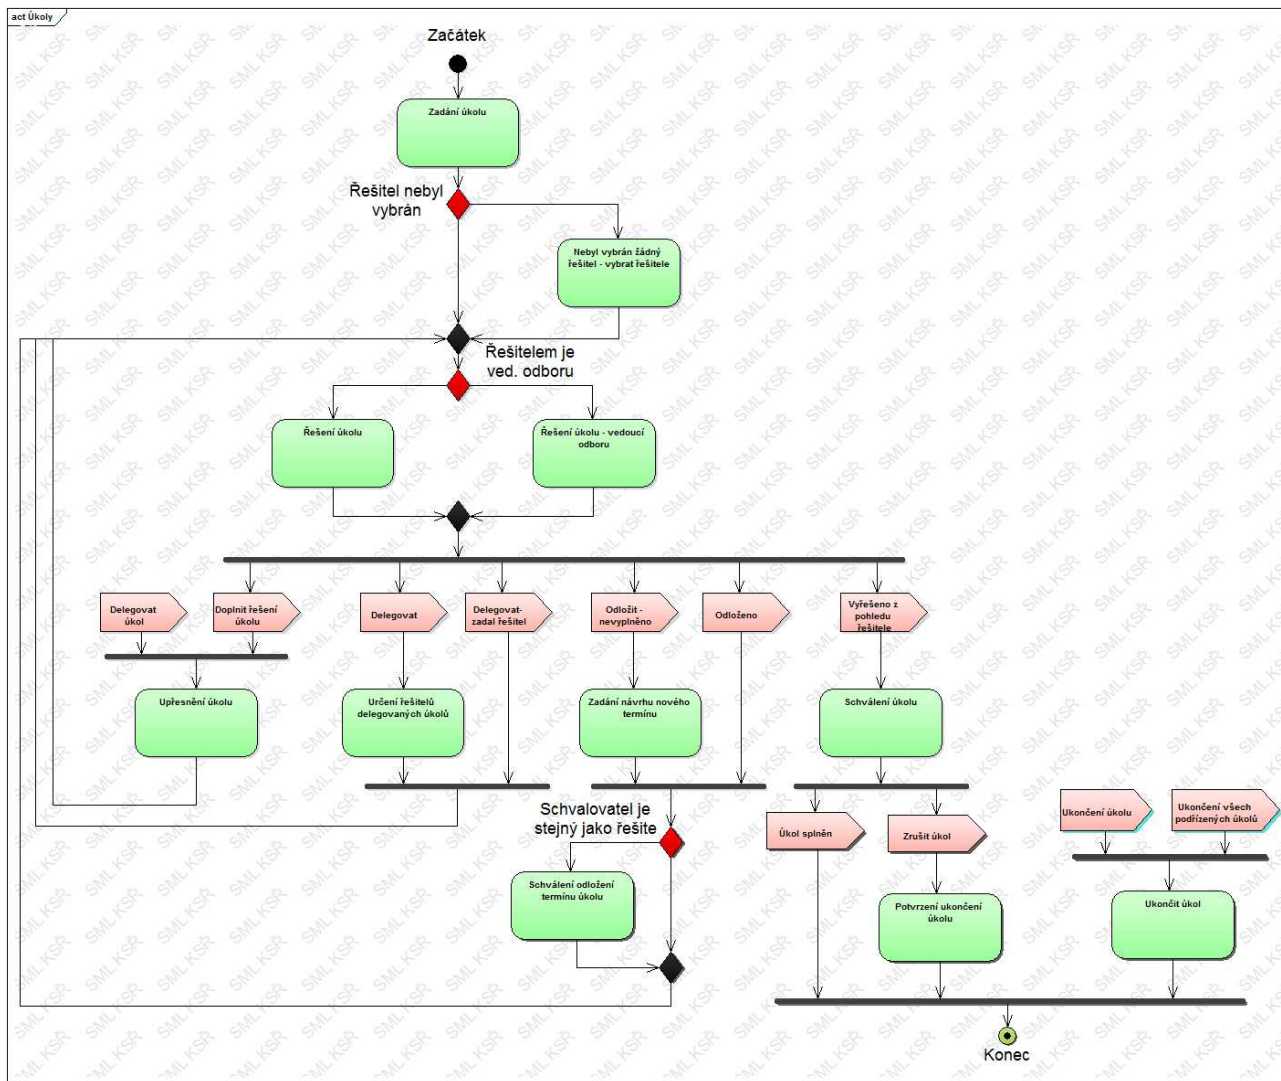 act Úkoly
Začátek
Zadání úkolu
Řešitel nebyl
vybrán
Nebyl vybrán žádný
řešitel - vybrat řešitele
Řešitelem je
ved. odboru
Řešení úkolu
Řešení úkolu - vedoucí
odboru
Delegovat
úkol
Doplnit řešení
úkolu
Delegovat
Delegovat-
zadal řešitel
Odložit -
nevyplněno
Odloženo
Vyřešeno z
pohledu
řešitele
Upřesnění úkolu
Určení řešitelů
delegovaných úkolů
Zadání návrhu nového
termínu
Schválení úkolu
Schvalovatel je
stejný jako řešite
Úkol splněn
Zrušit úkol
Ukončení úkolu
Ukončení všech
podřízených úkolů
Schválení odložení
termínu úkolu
Potvrzení ukončení
úkolu
Ukončit úkol
Konec
SML KSŘ